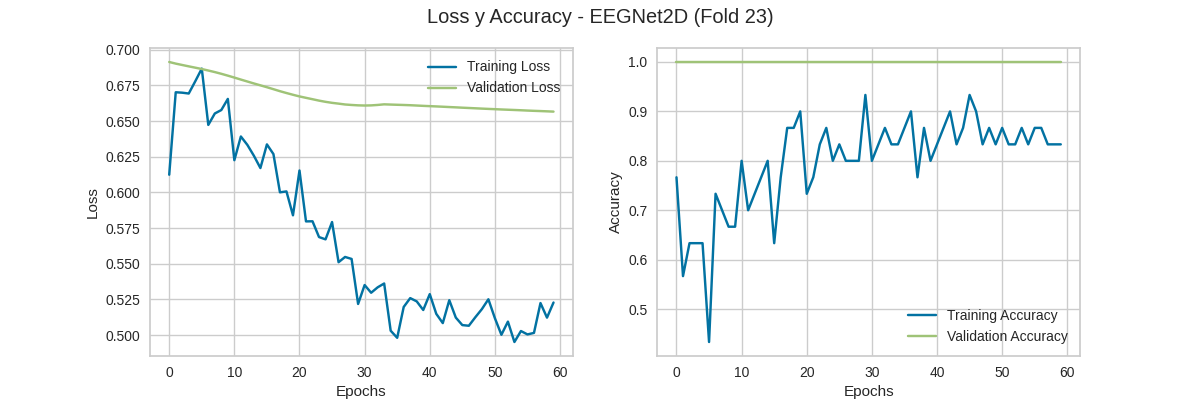 Loss y Accuracy - EEGNet2D (Fold 23)
0.700
0.675
0.650
0.625
0.600
0.575
0.550
0.525
0.500
Loss
0 10 20 30 40 50 60
Epochs
Training Loss
Validation Loss
1.0
0.9
0.8
0.7
0.6
0.5
Accuracy
0 10 20 30 40 50 60
Epochs
Training Accuracy
Validation Accuracy